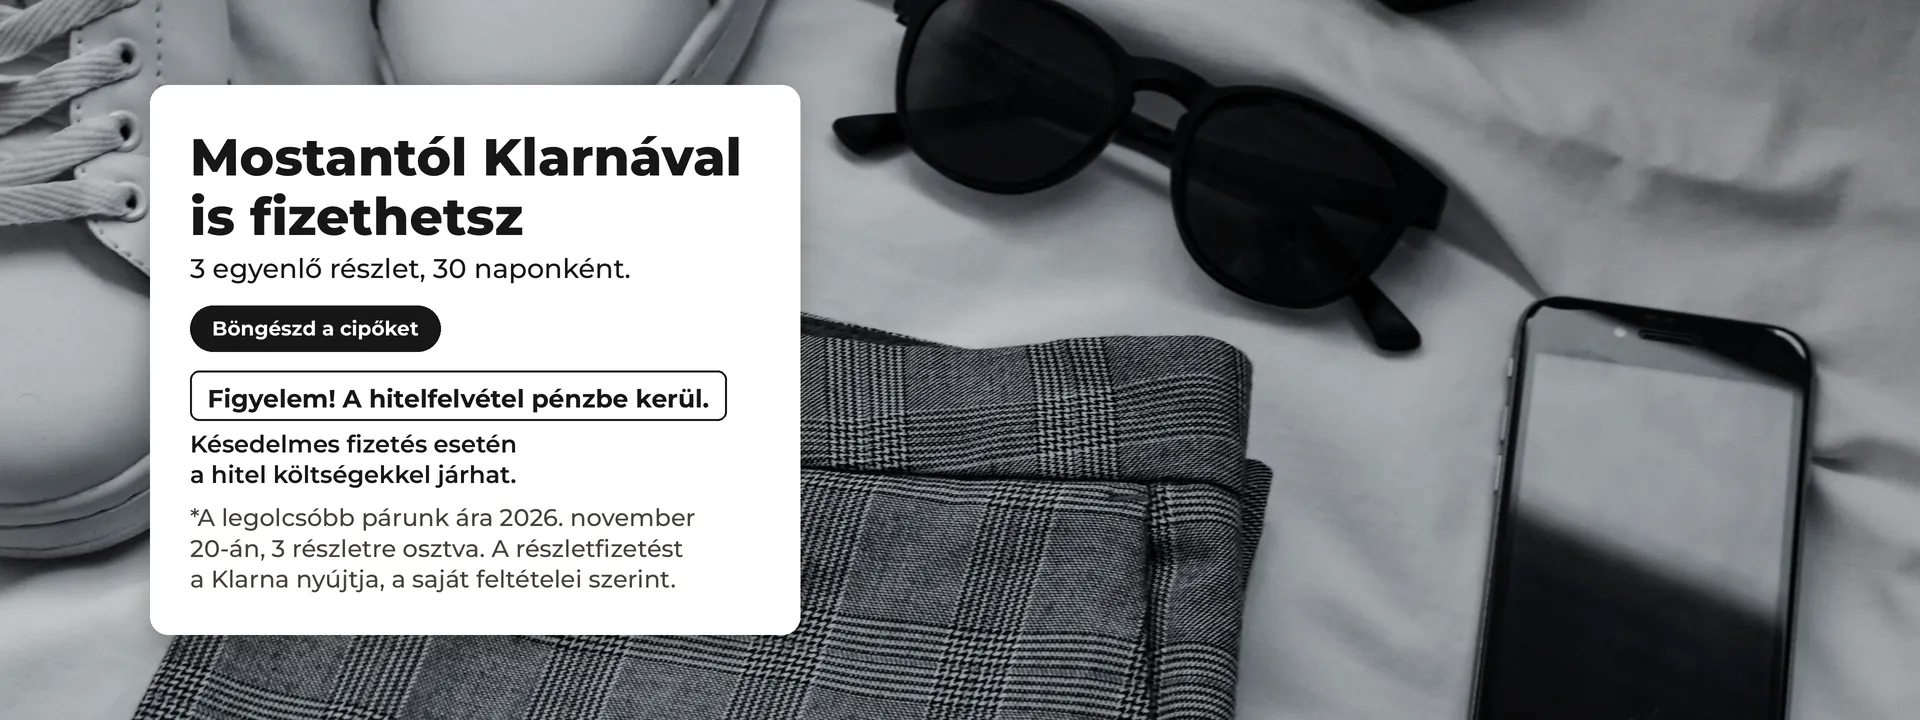 Mostantól Klarnával
is fizethetsz
3 egyenlő részlet, 30 naponként.
Böngészd a cipőket
Figyelem! A hitelfelvétel pénzbe kerül.
Késedelmes fizetés esetén
a hitel költségekkel járhat.
*A legolcsóbb párunk ára 2026. november
20-án, 3 részletre osztva. A részletfizetést
a Klarna nyújtja, a saját feltételei szerint.